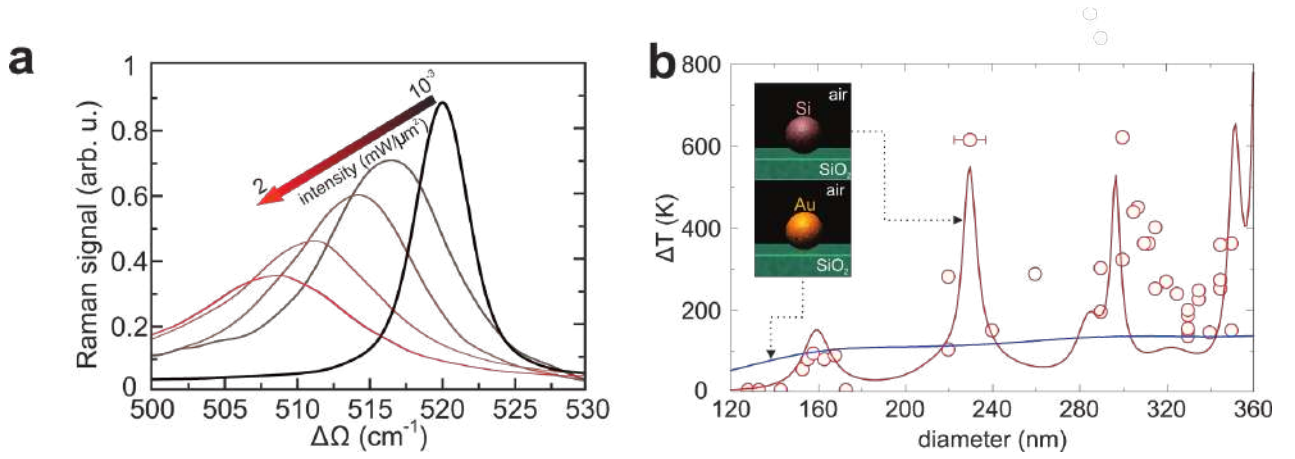 a
Raman signal (arb. u.)
1
0.8
0.6
0.4
0.2
0
10⁻³
intensity (mW/μm²)
2
500 505 510 515 520 525 530
ΔΩ (cm⁻¹)
b
ΔT (K)
800
600
400
200
0
air
Si
SiO₂
air
Au
SiO₂
120 160 200 240 280 320 360
diameter (nm)